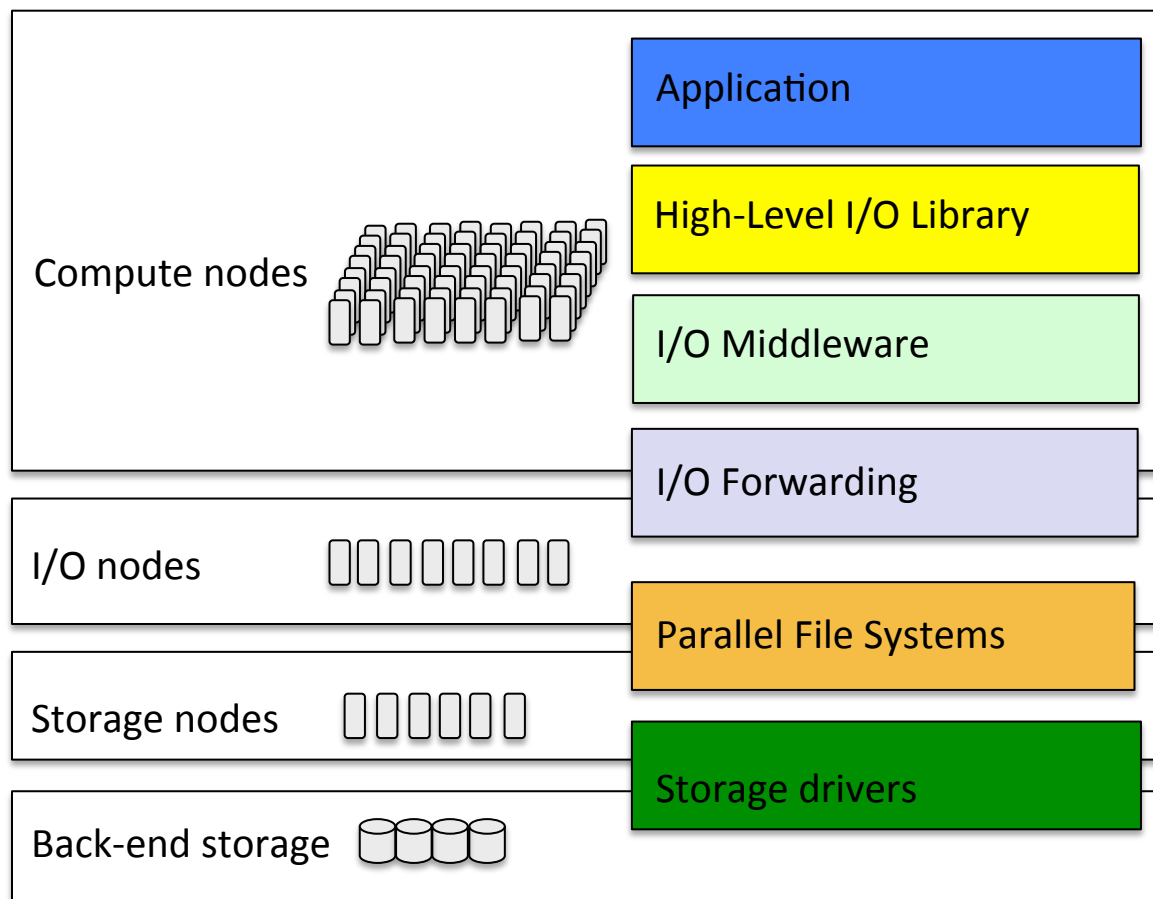 Application
High-Level I/O Library
Compute nodes
I/O Middleware
I/O Forwarding
I/O nodes
Parallel File Systems
Storage nodes
Storage drivers
Back-end storage